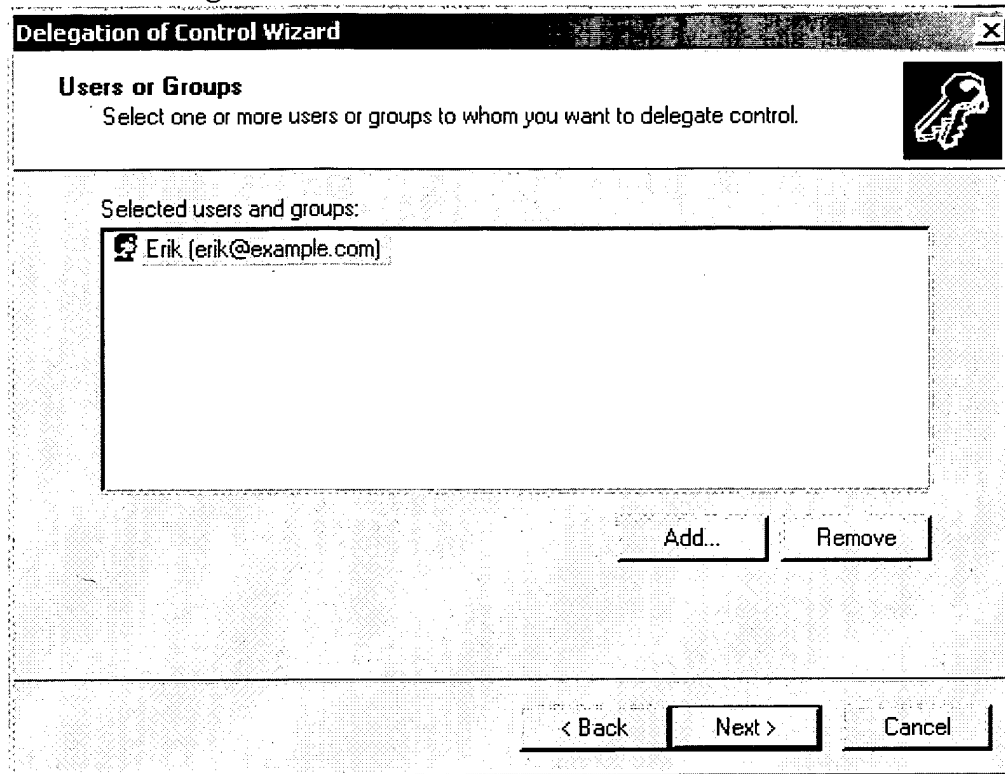 Delegation of Control Wizard
Users or Groups
Select one or more users or groups to whom you want to delegate control.
Selected users and groups:
Erik (erik@example.com)
Add...
Remove
< Back
Next >
Cancel